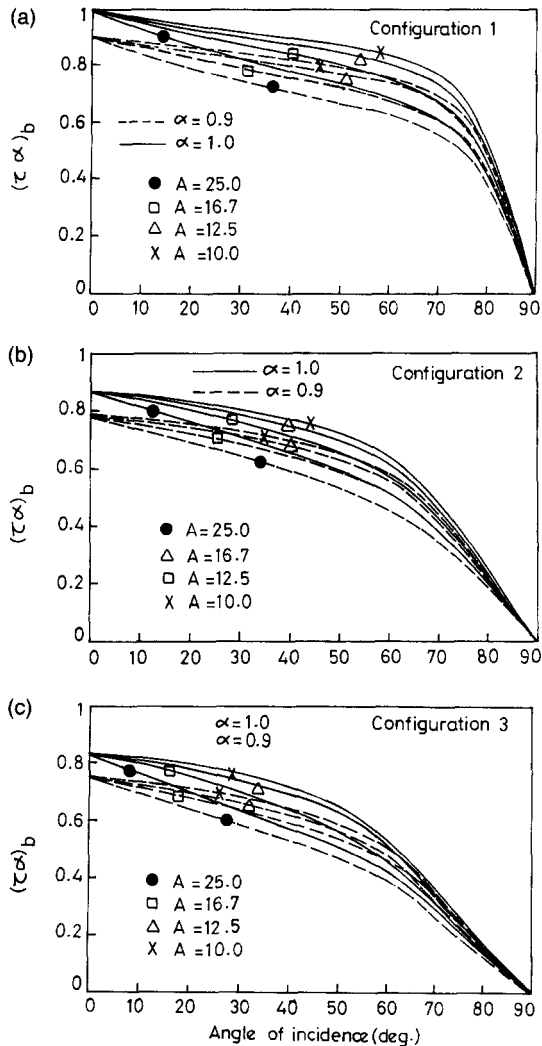 (a)
Configuration 1
1
0.8
0.6
0.4
0.2
0
(τα)b
α=0.9
α=1.0
A=25.0
A=16.7
A=12.5
A=10.0
0 10 20 30 40 50 60 70 80 90
(b)
Configuration 2
1
0.8
0.6
0.4
0.2
0
(τα)b
α=1.0
α=0.9
A=25.0
A=16.7
A=12.5
A=10.0
0 10 20 30 40 50 60 70 80 90
(c)
Configuration 3
1
0.8
0.6
0.4
0.2
0
(τα)b
α=1.0
α=0.9
A=25.0
A=16.7
A=12.5
A=10.0
0 10 20 30 40 50 60 70 80 90
Angle of incidence (deg.)